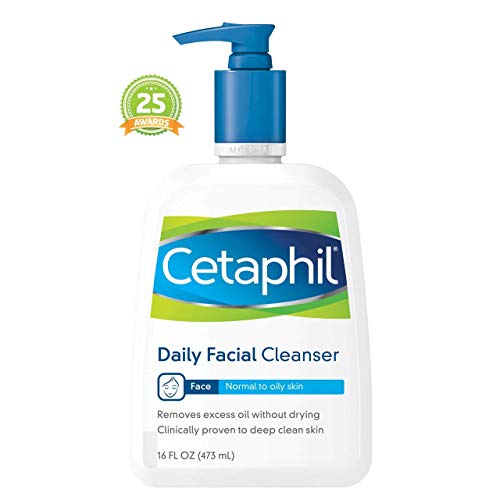 25
AWARDS
Cetaphil®
Daily Facial Cleanser
Face
Normal to oily skin
Removes excess oil without drying
Clinically proven to deep clean skin
16 FL OZ (473 mL)